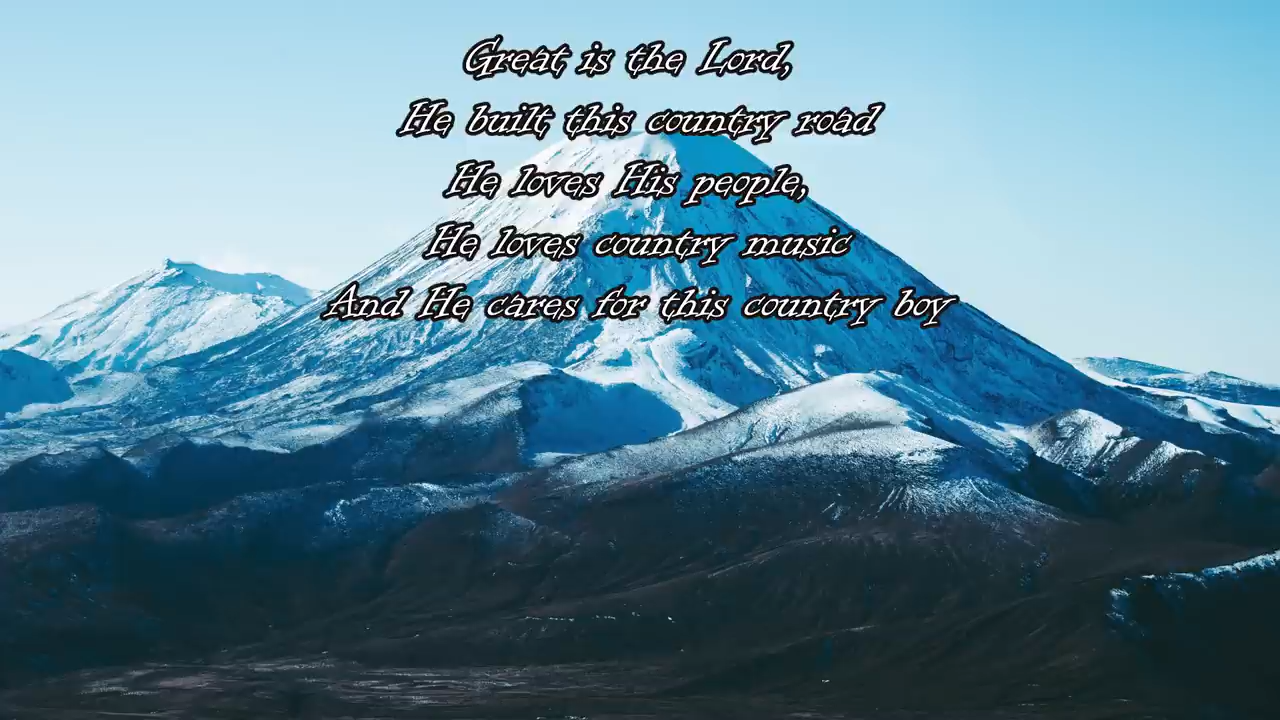 Great is the Lord,
He built this country road
He loves His people,
He loves country music
And He cares for this country boy